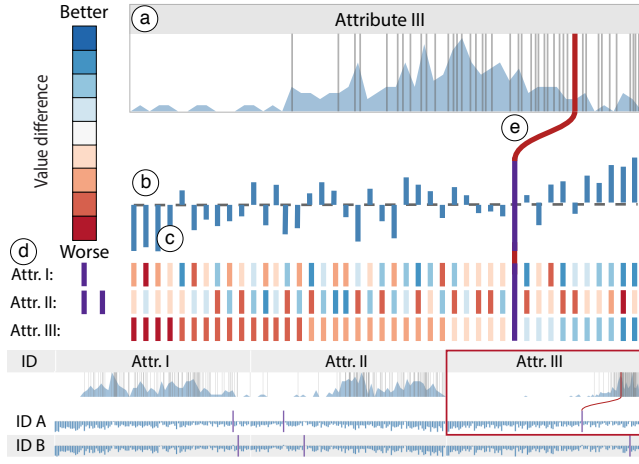 Better
a
Attribute III
Value difference
e
b
c
d
Worse
Attr. I:
Attr. II:
Attr. III:
ID
Attr. I
Attr. II
Attr. III
ID A
ID B